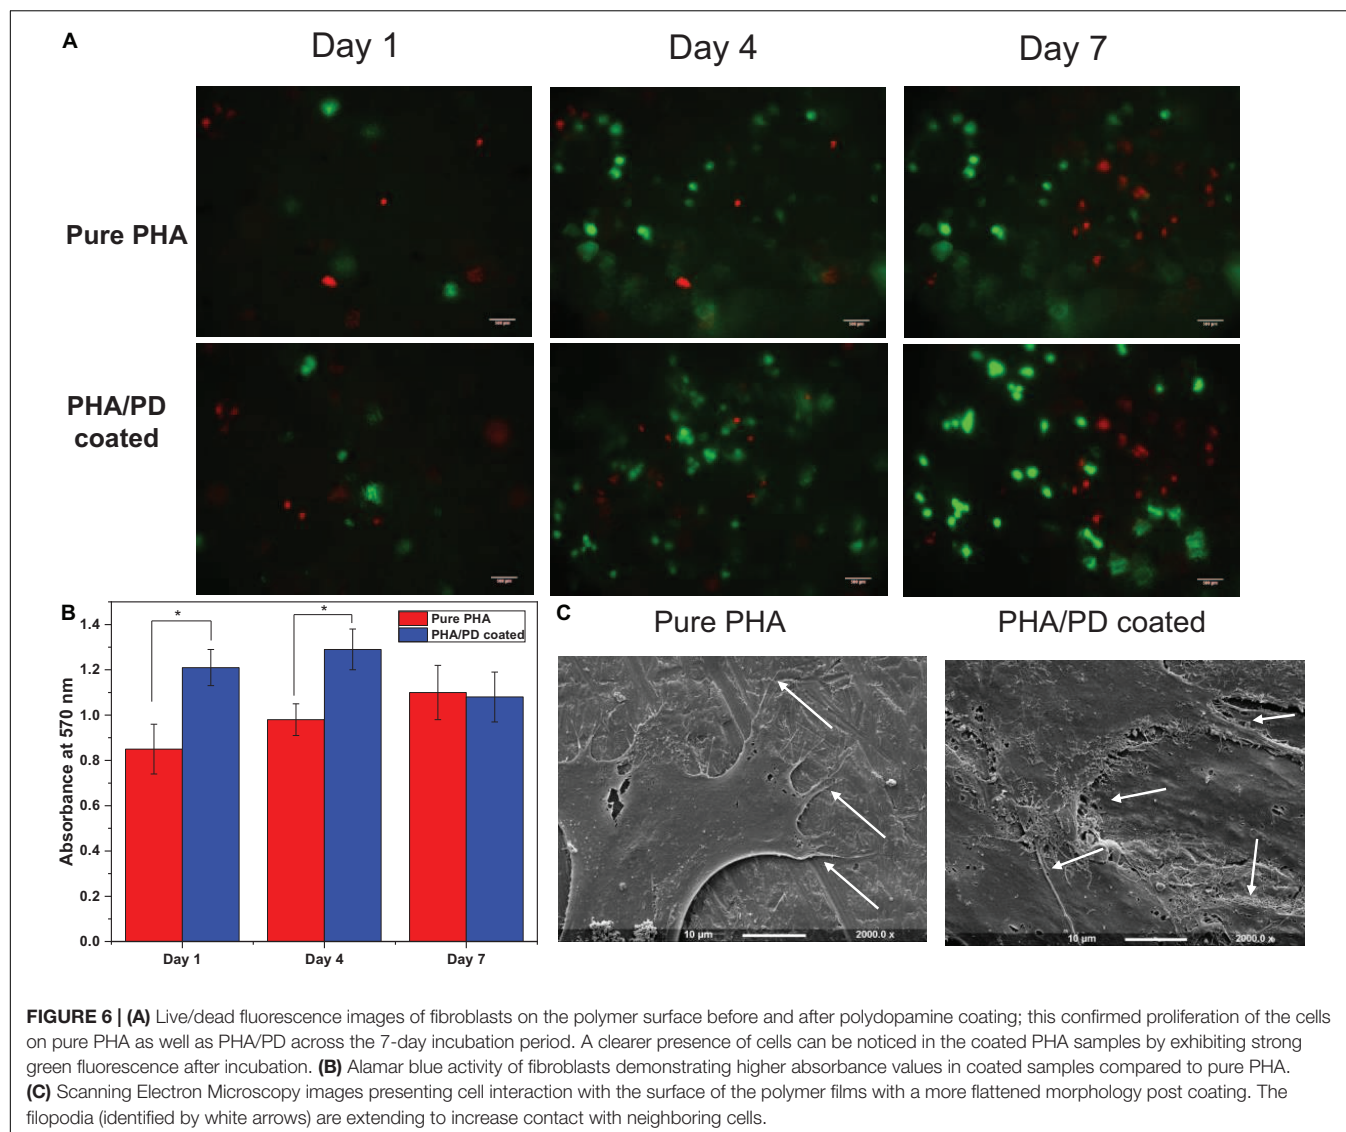 A
Day 1
Day 4
Day 7
Pure PHA
PHA/PD
coated
B
*
*
Pure PHA
PHA/PD coated
Absorbance at 570 nm
1.4
1.2
1.0
0.8
0.6
0.4
0.2
0.0
Day 1
Day 4
Day 7
C
Pure PHA
PHA/PD coated
10 µm
2000.0 x
10 µm
2000.0 x
FIGURE 6 | (A) Live/dead fluorescence images of fibroblasts on the polymer surface before and after polydopamine coating; this confirmed proliferation of the cells
on pure PHA as well as PHA/PD across the 7-day incubation period. A clearer presence of cells can be noticed in the coated PHA samples by exhibiting strong
green fluorescence after incubation. (B) Alamar blue activity of fibroblasts demonstrating higher absorbance values in coated samples compared to pure PHA.
(C) Scanning Electron Microscopy images presenting cell interaction with the surface of the polymer films with a more flattened morphology post coating. The
filopodia (identified by white arrows) are extending to increase contact with neighboring cells.